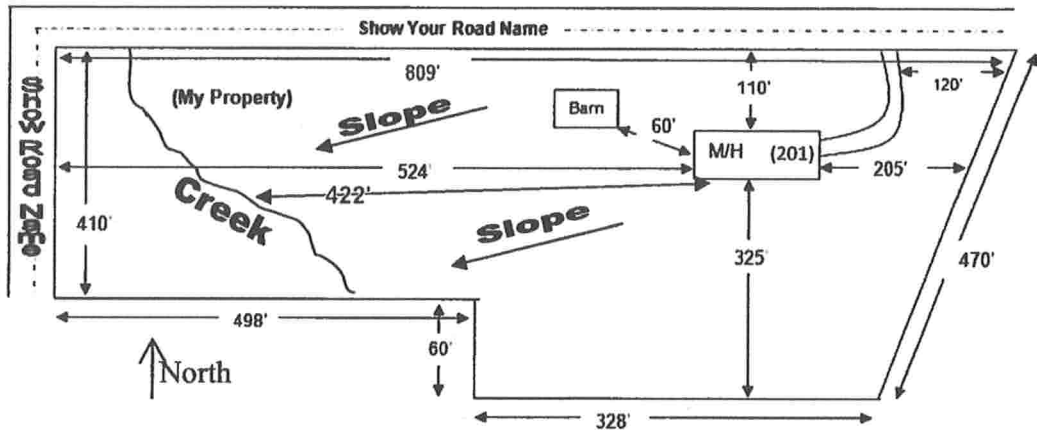 Show Your Road Name
Show Road Name
809'
110'
120'
(My Property)
Slope
Barn
60'
M/H (201)
524'
205'
422'
Creek
410'
Slope
325'
470'
498'
60'
North
328'